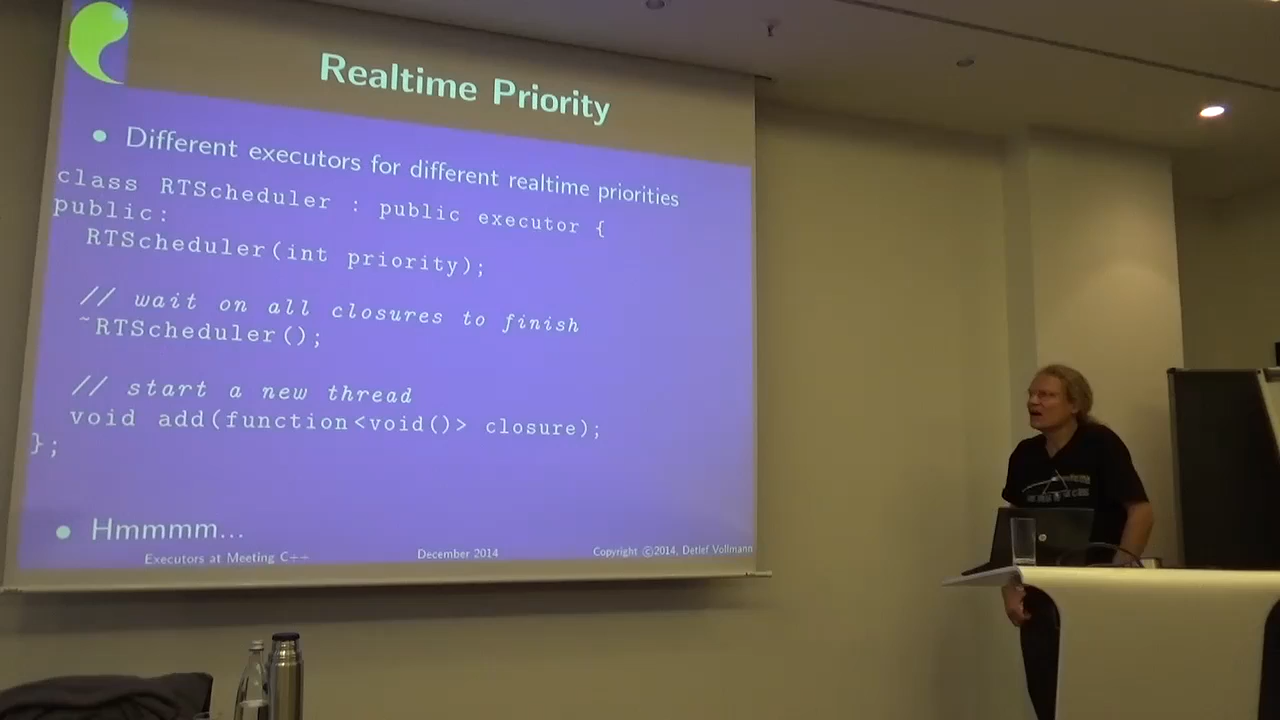 Realtime Priority
• Different executors for different realtime priorities
class RTScheduler : public executor {
public:
RTScheduler(int priority);
// wait on all closures to finish
~RTScheduler();
// start a new thread
void add(function<void()> closure);
};
• Hmmmm...
Executors at Meeting C++ December 2014 Copyright ©2014, Detlef Vollmann